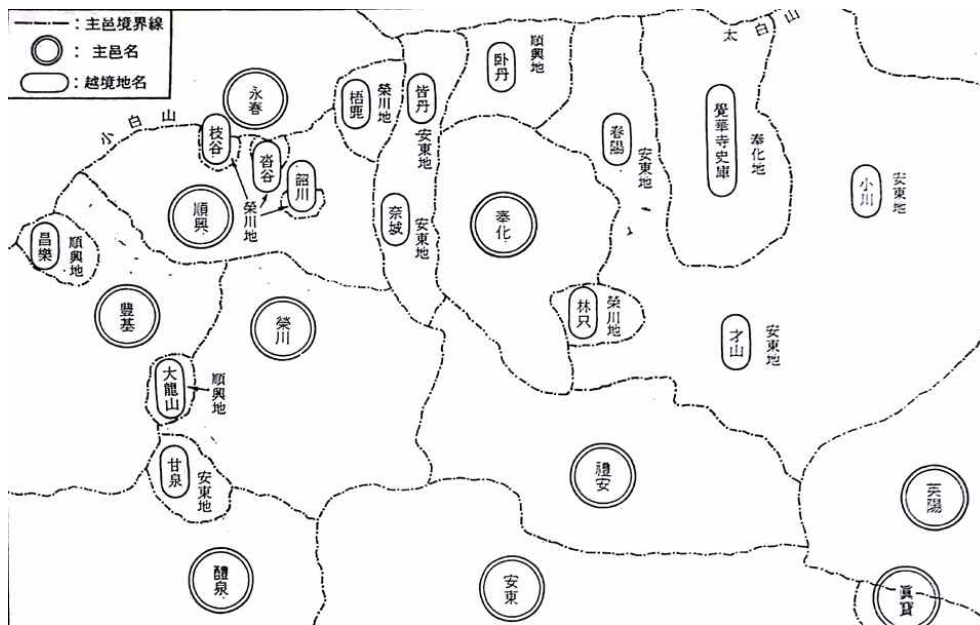 ：主邑境界線
：主邑名
：越境地名
太白山
小白山
永春
梧鹿
榮川地
皆丹
安東地
臥丹
順興地
春陽
安東地
覺華寺史庫
奉化地
小川
安東地
枝谷
沓谷
韶川
榮川地
順興
奈城
安東地
奉化
昌樂
順興地
豊基
榮川
林只
榮川地
才山
安東地
大龍山
順興地
甘泉
安東地
禮安
英陽
醴泉
安東
眞寶